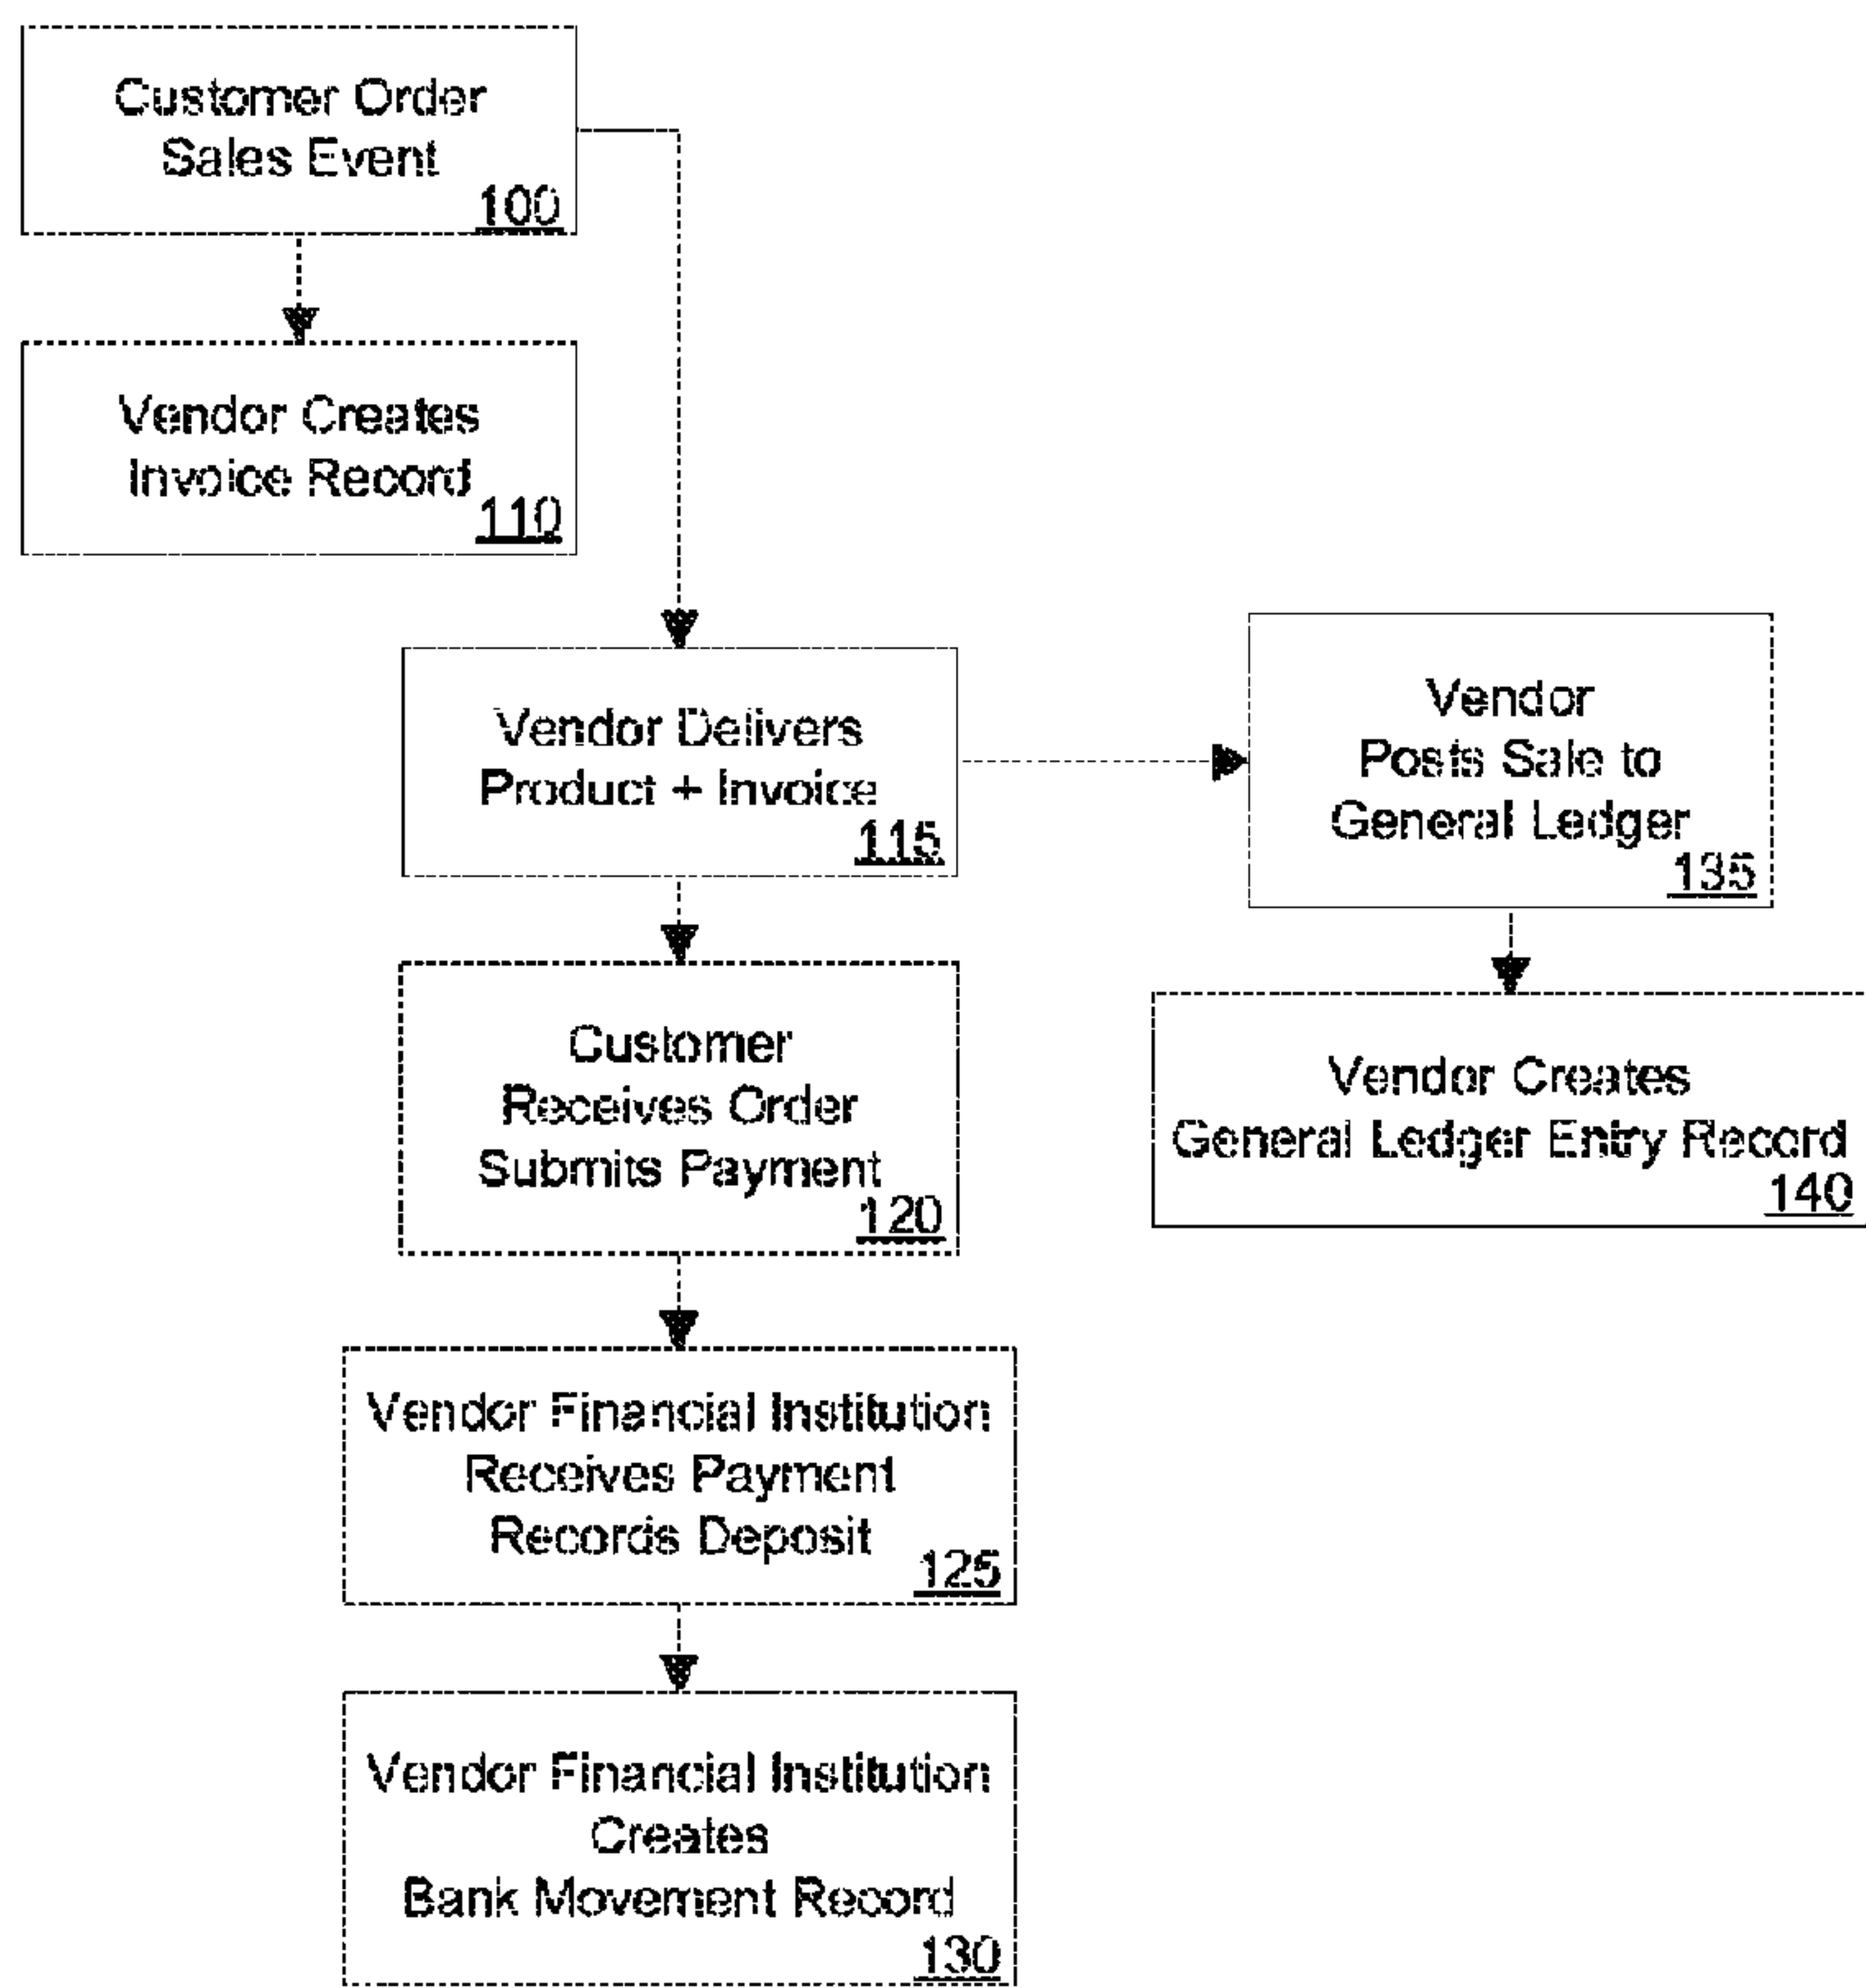 Customer Order
Sales Event
100
Vendor Creates
Invoice Record
110
Vendor Delivers
Product + Invoice
115
Vendor
Posts Sale to
General Ledger
135
Customer
Receives Order
Submits Payment
120
Vendor Creates
General Ledger Entry Record
140
Vendor Financial Institution
Receives Payment
Records Deposit
125
Vendor Financial Institution
Creates
Bank Movement Record
130